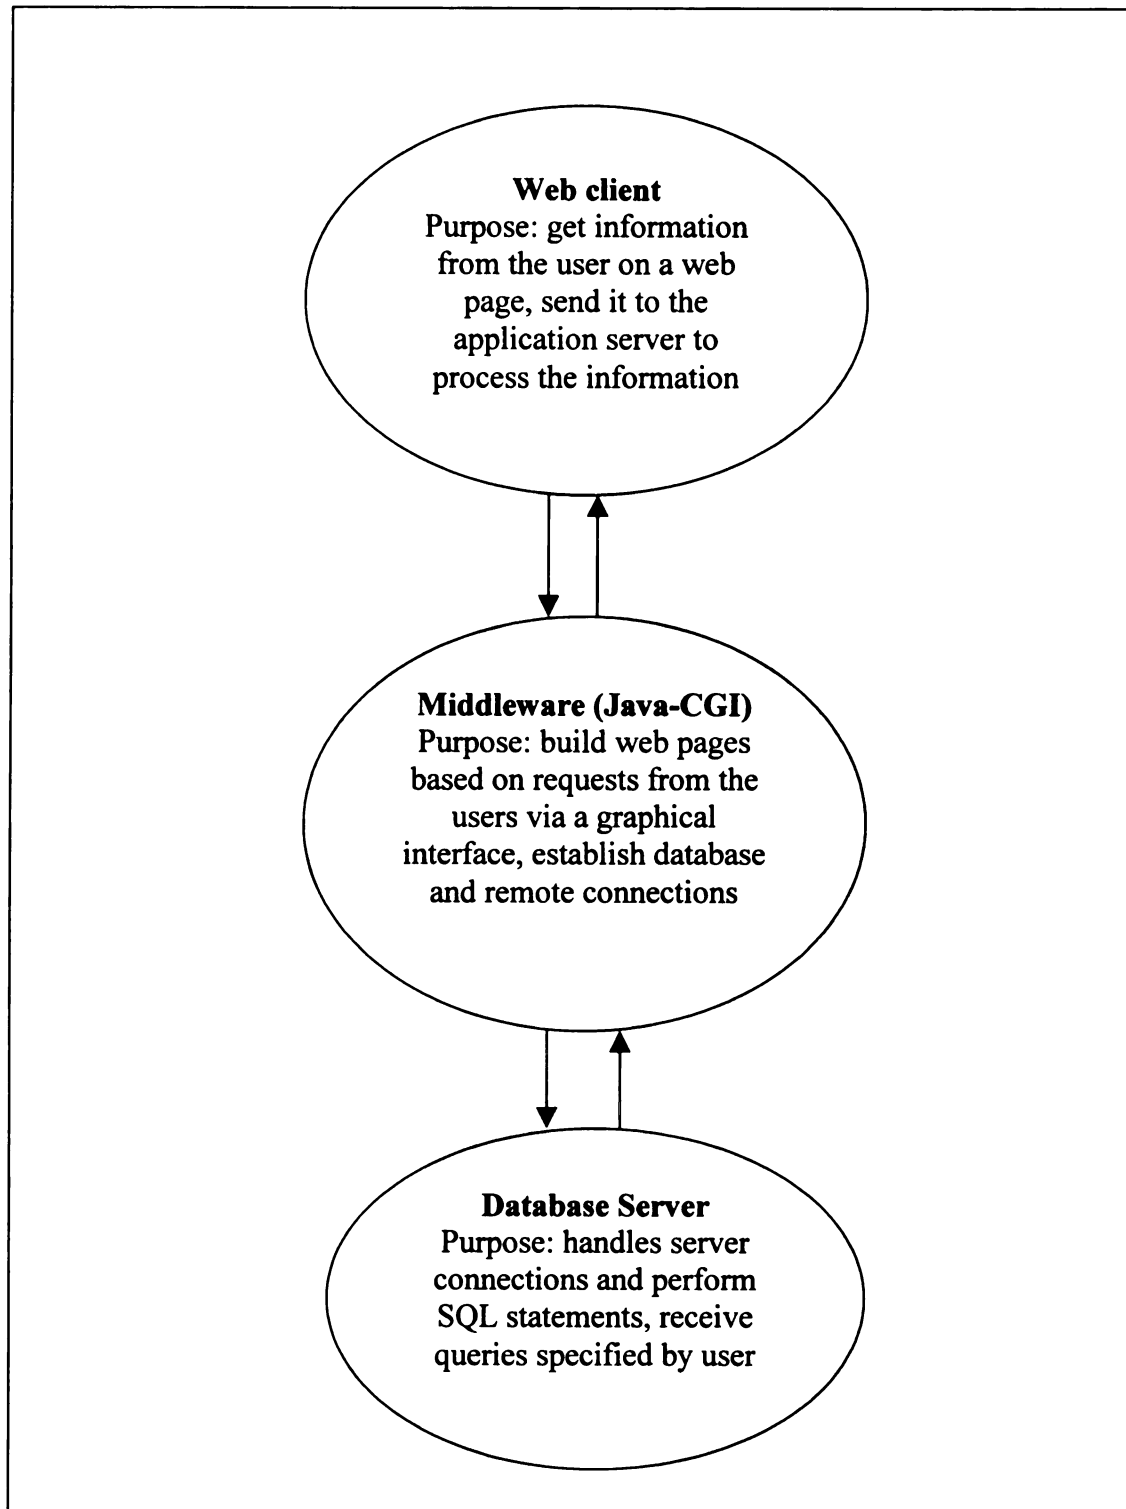 Web client
Purpose: get information
from the user on a web
page, send it to the
application server to
process the information
Middleware (Java-CGI)
Purpose: build web pages
based on requests from the
users via a graphical
interface, establish database
and remote connections
Database Server
Purpose: handles server
connections and perform
SQL statements, receive
queries specified by user